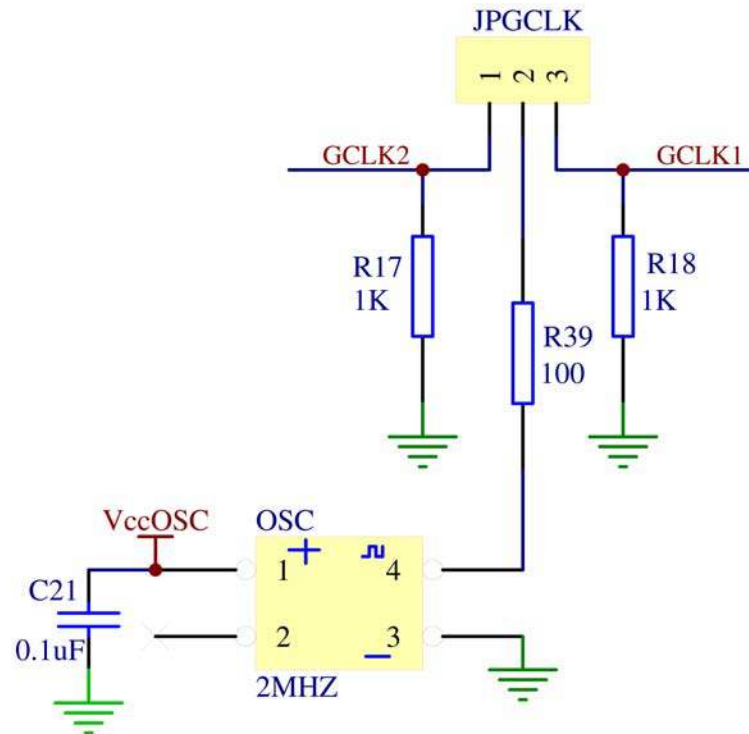 JPGCLK
1 2 3
GCLK2
GCLK1
R17
1K
R18
1K
R39
100
VccOSC
OSC
C21
0.1uF
1
4
2
3
2MHZ